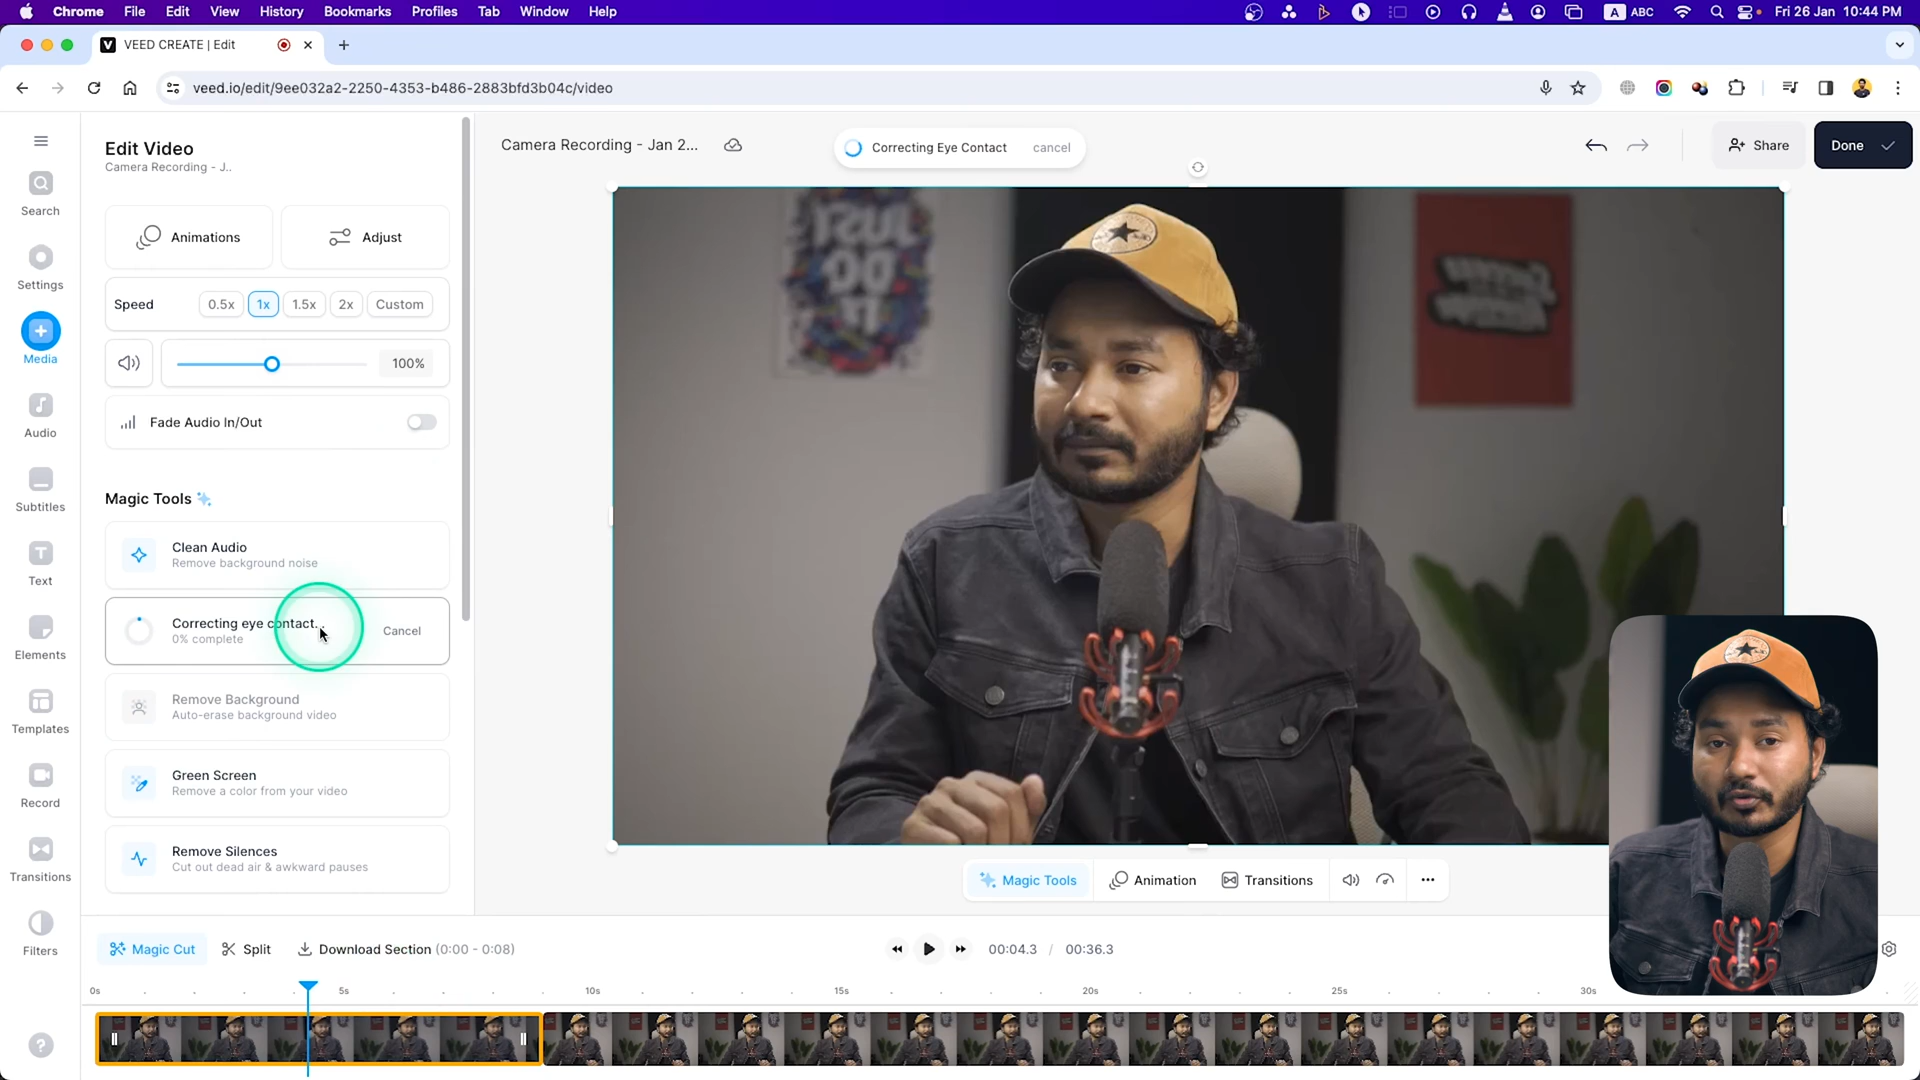 Chrome File Edit View History Bookmarks Profiles Tab Window Help
A ABC Fri 26 Jan 10:44 PM
VEED CREATE | Edit
veed.io/edit/9ee032a2-2250-4353-b486-2883bfd3b04c/video
Edit Video
Camera Recording - J..
Camera Recording - Jan 2...
Correcting Eye Contact cancel
Share
Done
Search
Settings
Media
Audio
Subtitles
Text
Elements
Templates
Record
Transitions
Filters
Animations
Adjust
Speed 0.5x 1x 1.5x 2x Custom
100%
Fade Audio In/Out
Magic Tools
Clean Audio
Remove background noise
Correcting eye contact...
0% complete
Cancel
Remove Background
Auto-erase background video
Green Screen
Remove a color from your video
Remove Silences
Cut out dead air & awkward pauses
JUST
DO
IT
Magic Tools Animation Transitions
Magic Cut Split Download Section (0:00 - 0:08)
00:04.3 / 00:36.3
0s 5s 10s 15s 20s 25s 30s